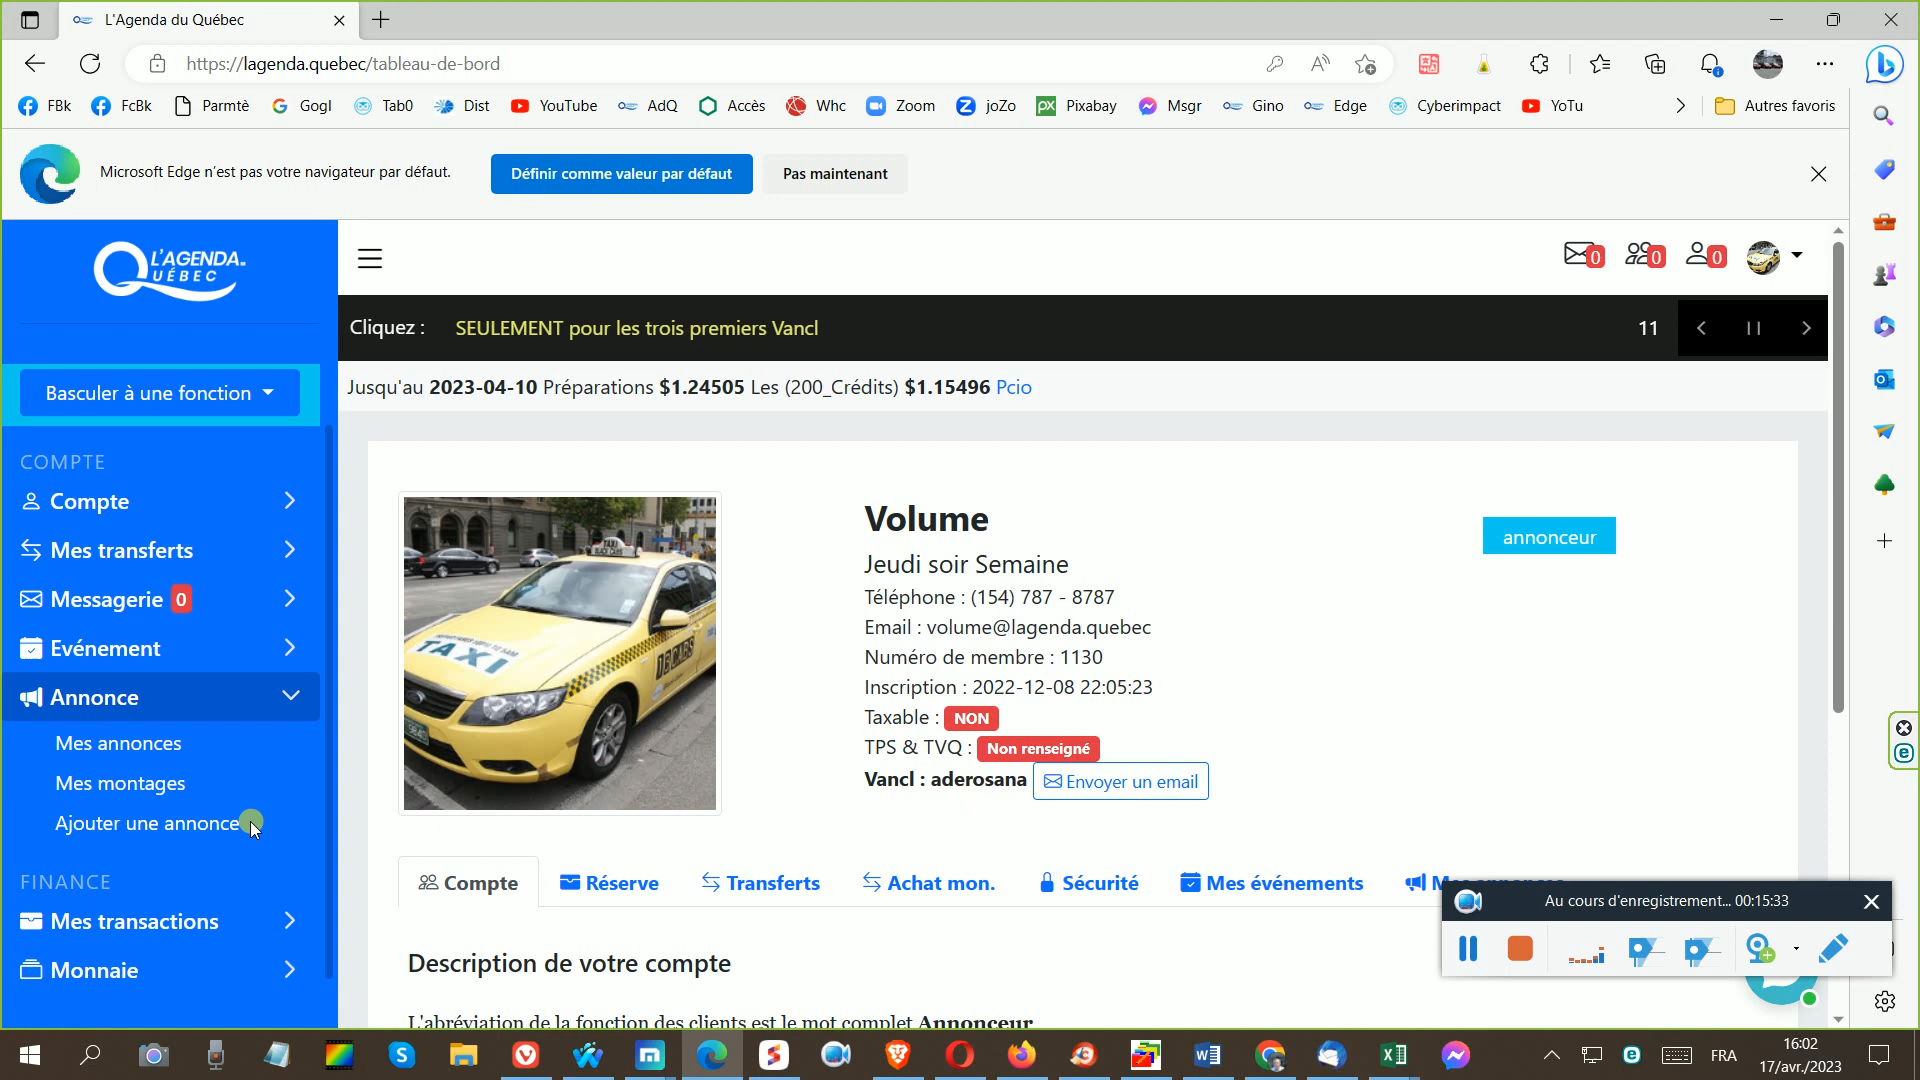 L'Agenda du Québec
https://lagenda.quebec/tableau-de-bord
FBk FcBk Parmtè Gogl Tab0 Dist YouTube AdQ Accès Whc Zoom joZo Pixabay Msgr Gino Edge Cyberimpact YoTu Autres favoris
Microsoft Edge n'est pas votre navigateur par défaut. Définir comme valeur par défaut Pas maintenant
L'AGENDA.
QUÉBEC
0 0 0
Cliquez : SEULEMENT pour les trois premiers Vancl 11
Jusqu'au 2023-04-10 Préparations $1.24505 Les (200_Crédits) $1.15496 Pcio
Basculer à une fonction
COMPTE
Compte
Mes transferts
Messagerie 0
Evénement
Annonce
Mes annonces
Mes montages
Ajouter une annonce
FINANCE
Mes transactions
Monnaie
TAXI
BLACK CABS
TAXI
13CABS
Volume
annonceur
Jeudi soir Semaine
Téléphone : (154) 787 - 8787
Email : volume@lagenda.quebec
Numéro de membre : 1130
Inscription : 2022-12-08 22:05:23
Taxable : NON
TPS & TVQ : Non renseigné
Vancl : aderosana Envoyer un email
Compte Réserve Transferts Achat mon. Sécurité Mes événements
Au cours d'enregistrement... 00:15:33
Description de votre compte
L'abréviation de la fonction des clients est le mot complet Annonceur
FRA
16:02
17/avr./2023